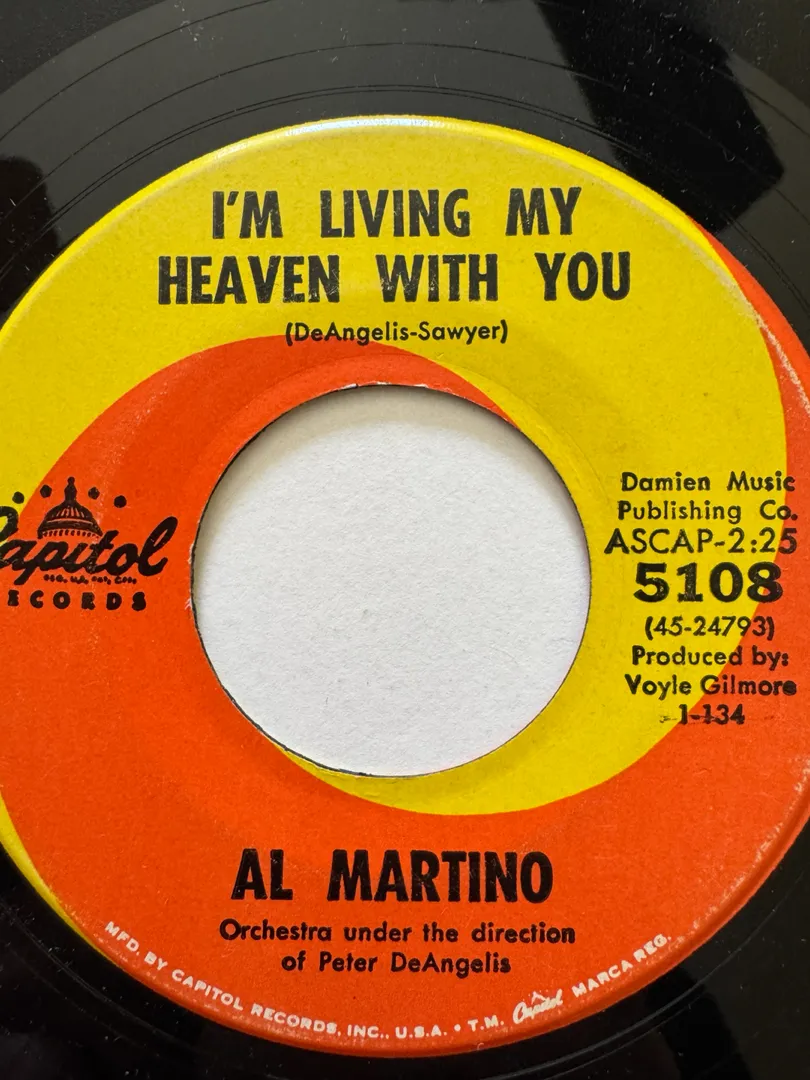 I'M LIVING MY
HEAVEN WITH YOU
(DeAngelis-Sawyer)
Capitol
RECORDS
Damien Music
Publishing Co.
ASCAP-2:25
5108
(45-24793)
Produced by:
Voyle Gilmore
1-134
AL MARTINO
Orchestra under the direction
of Peter DeAngelis
MFD. BY CAPITOL RECORDS, INC., U.S.A. • T.M. Capitol MARCA REG.